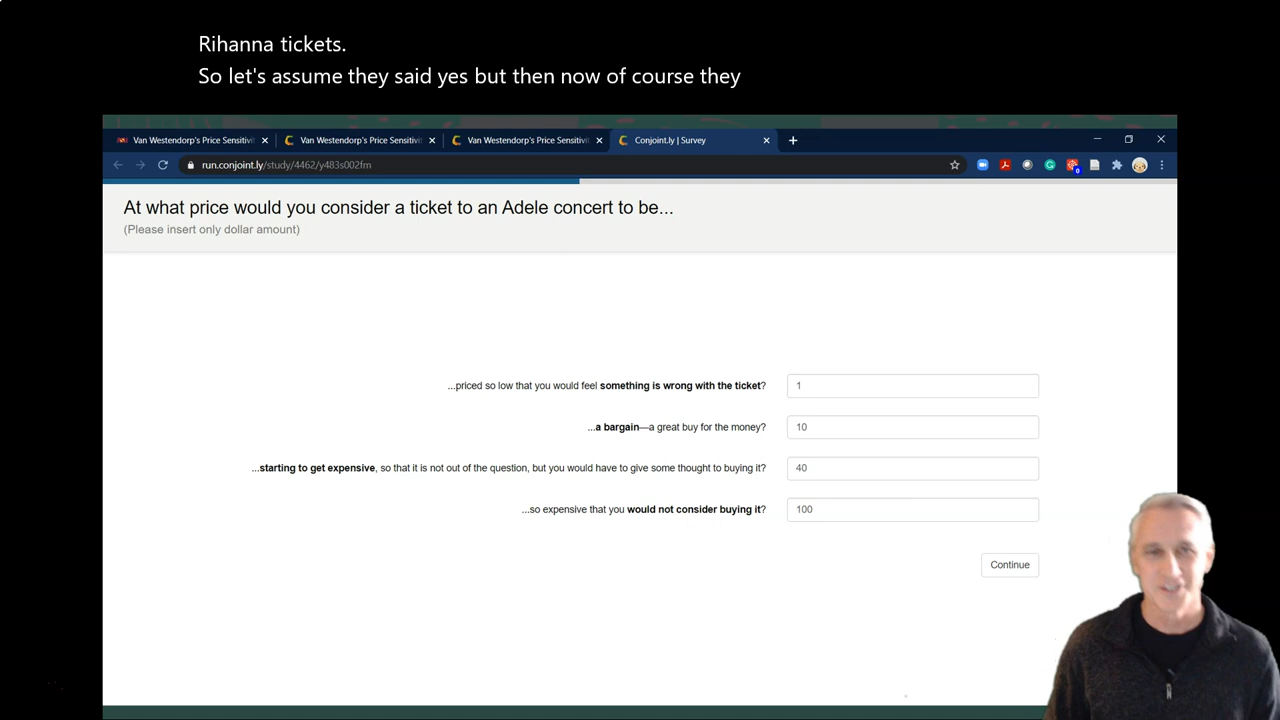 Rihanna tickets.
So let's assume they said yes but then now of course they
Van Westendorp's Price Sensitivi
Van Westendorp's Price Sensitivi
Van Westendorp's Price Sensitivi
Conjoint.ly | Survey
run.conjoint.ly/study/4462/y483s002fm
At what price would you consider a ticket to an Adele concert to be...
(Please insert only dollar amount)
...priced so low that you would feel something is wrong with the ticket? 1
...a bargain—a great buy for the money? 10
...starting to get expensive, so that it is not out of the question, but you would have to give some thought to buying it? 40
...so expensive that you would not consider buying it? 100
Continue